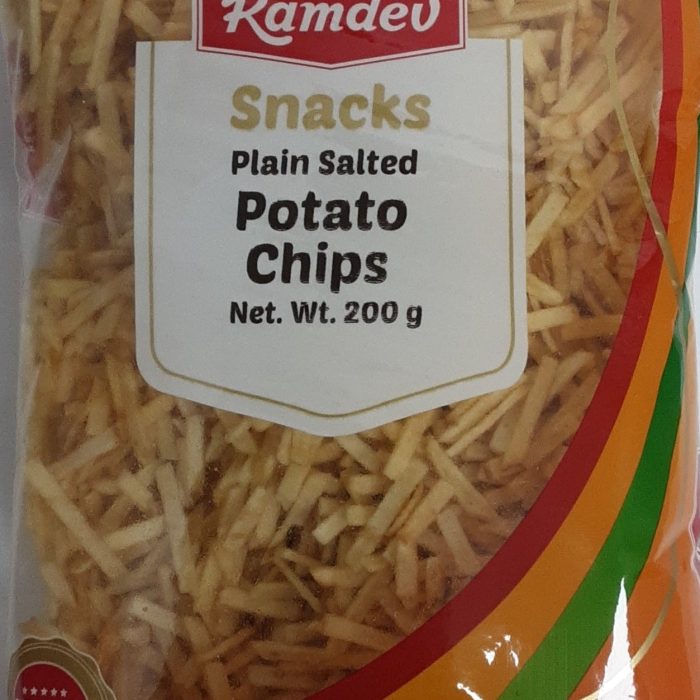 Ramdev
Snacks
Plain Salted
Potato
Chips
Net. Wt. 200 g